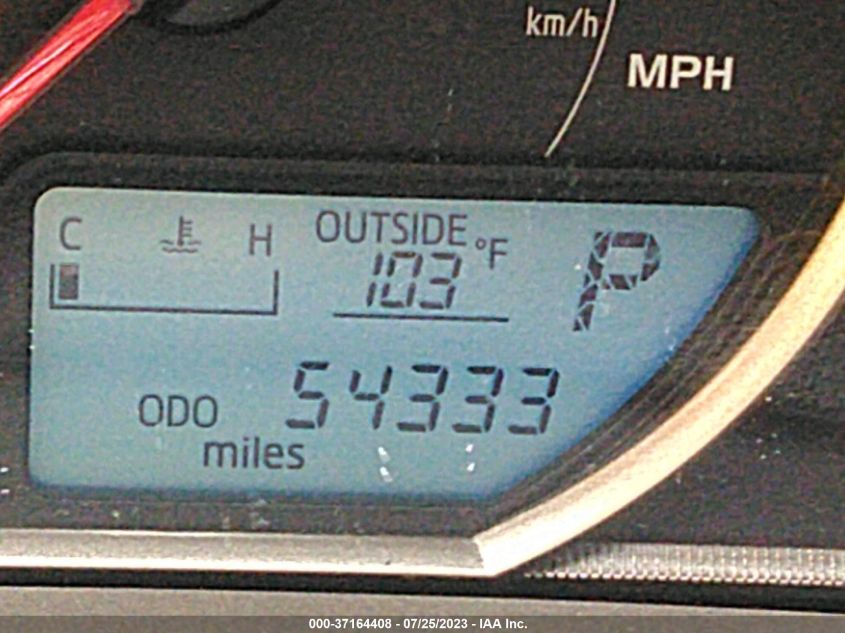 km/h
MPH
C H OUTSIDE
103 °F P
ODO 54333
miles
000-37164408 - 07/25/2023 - IAA Inc.